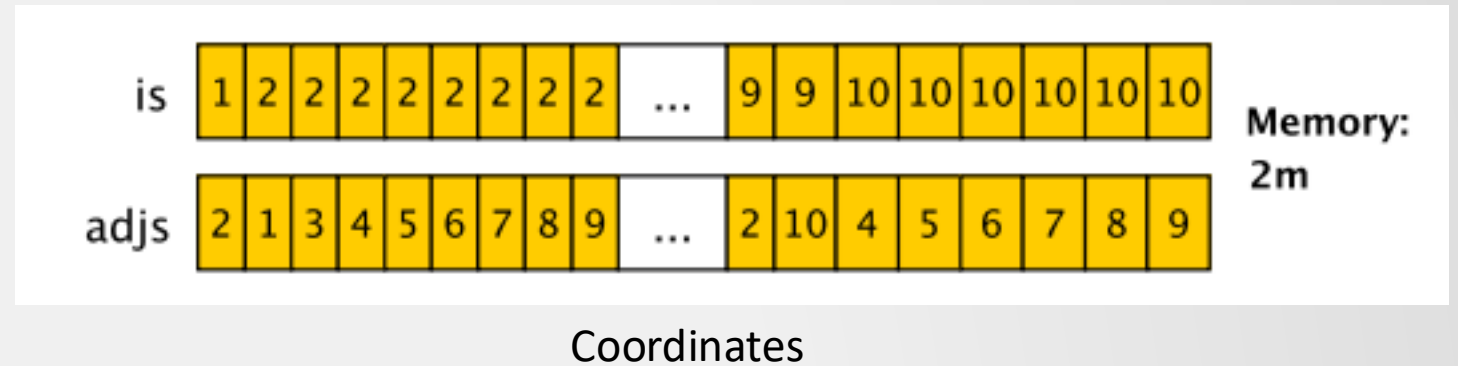 is 1 2 2 2 2 2 2 2 2 ... 9 9 10 10 10 10 10 10
Memory:
2m
adjs 2 1 3 4 5 6 7 8 9 ... 2 10 4 5 6 7 8 9
Coordinates